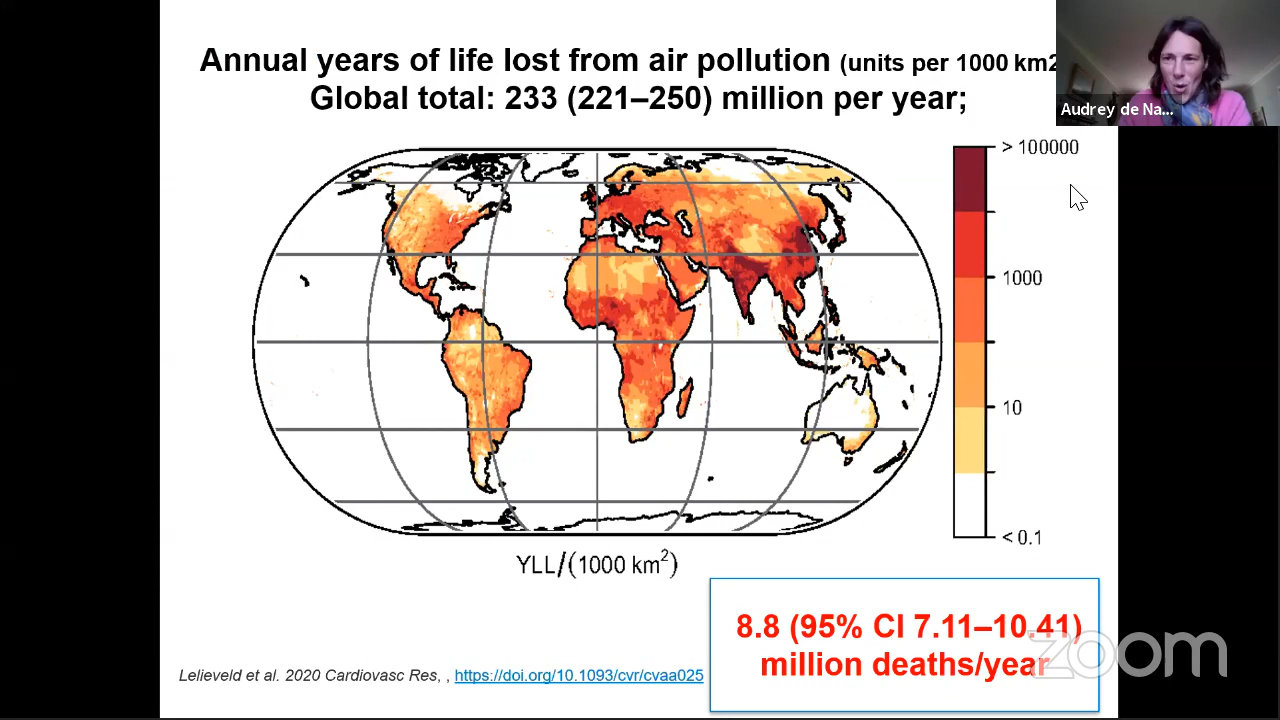 Annual years of life lost from air pollution (units per 1000 km2
Global total: 233 (221–250) million per year;
Audrey de Na...
> 100000
1000
10
< 0.1
YLL/(1000 km²)
8.8 (95% CI 7.11–10.41)
million deaths/year
zoom
Lelieveld et al. 2020 Cardiovasc Res, , https://doi.org/10.1093/cvr/cvaa025